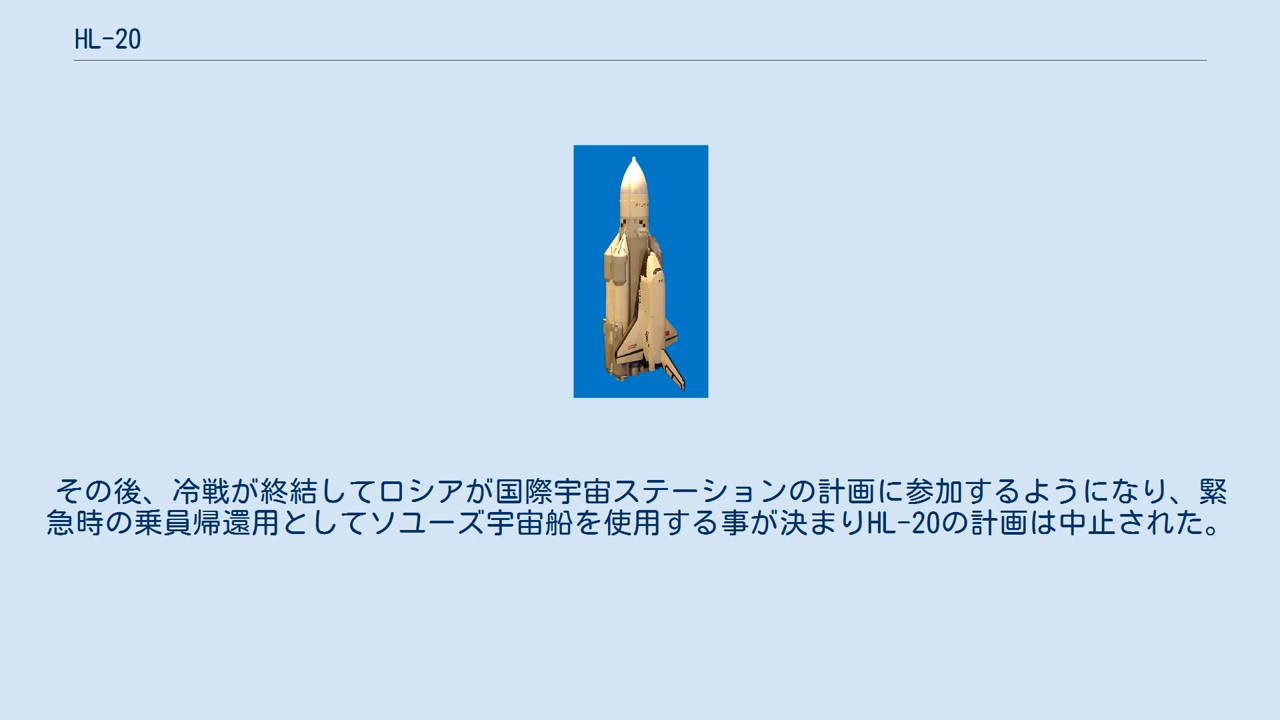 HL-20
その後、冷戦が終結してロシアが国際宇宙ステーションの計画に参加するようになり、緊
急時の乗員帰還用としてソユーズ宇宙船を使用する事が決まりHL-20の計画は中止された。